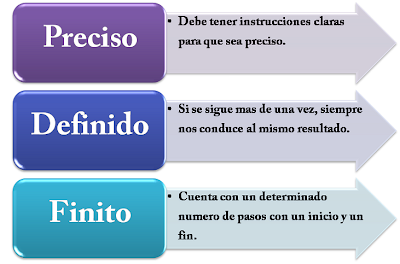 Preciso
• Debe tener instrucciones claras
para que sea preciso.
Definido
• Si se sigue mas de una vez, siempre
nos conduce al mismo resultado.
Finito
• Cuenta con un determinado
numero de pasos con un inicio y un
fin.